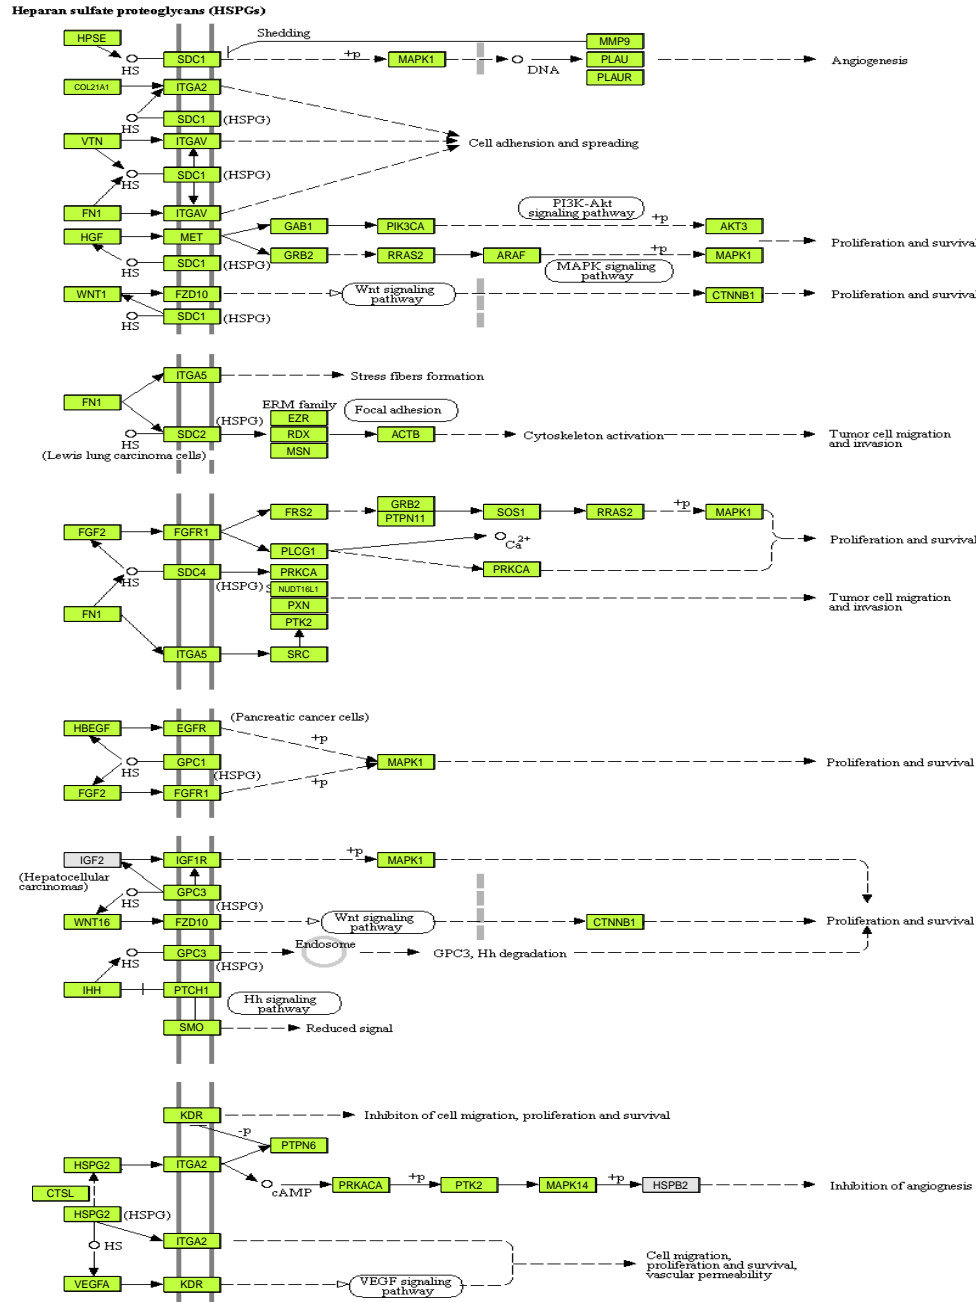 Heparan sulfate proteoglycans (HSPGs)
HPSE
Shedding
MMP9
HS
SDC1
+p
MAPK1
DNA
PLAU
Angiogenesis
PLAUR
COL21A1
ITGA2
HS
SDC1
(HSPG)
VTN
ITGAV
Cell adhension and spreading
HS
SDC1
(HSPG)
FN1
ITGAV
PI3K-Akt
signaling pathway
GAB1
PIK3CA
+p
AKT3
HGF
MET
Proliferation and survival
GRB2
RRAS2
ARAF
+p
MAPK1
HS
SDC1
(HSPG)
MAPK signaling
pathway
WNT1
FZD10
Wnt signaling
pathway
CTNNB1
Proliferation and survival
HS
SDC1
(HSPG)
ITGA5
Stress fibers formation
FN1
ERM family
Focal adhesion
(HSPG)
EZR
HS
SDC2
RDX
ACTB
Cytoskeleton activation
Tumor cell migration
and invasion
(Lewis lung carcinoma cells)
MSN
FRS2
GRB2
PTPN11
SOS1
RRAS2
+p
MAPK1
FGF2
FGFR1
Ca2+
Proliferation and survival
PLCG1
PRKCA
HS
SDC4
(HSPG)
PRKCA
NUDT16L1
PXN
PTK2
Tumor cell migration
and invasion
FN1
ITGA5
SRC
(Pancreatic cancer cells)
HBEGF
EGFR
+p
HS
GPC1
(HSPG)
MAPK1
Proliferation and survival
+p
FGF2
FGFR1
IGF2
IGF1R
+p
MAPK1
(Hepatocellular
carcinomas)
HS
GPC3
(HSPG)
WNT16
FZD10
Wnt signaling
pathway
CTNNB1
Proliferation and survival
HS
GPC3
(HSPG)
Endosome
GPC3, Hh degradation
IHH
PTCH1
Hh signaling
pathway
SMO
Reduced signal
KDR
Inhibiton of cell migration, proliferation and survival
-p
PTPN6
HSPG2
ITGA2
cAMP
PRKACA
+p
PTK2
MAPK14
+p
HSPB2
Inhibition of angiognesis
CTSL
HSPG2
(HSPG)
HS
ITGA2
Cell migration,
proliferation and survival,
vascular permeability
VEGFA
KDR
VEGF signaling
pathway